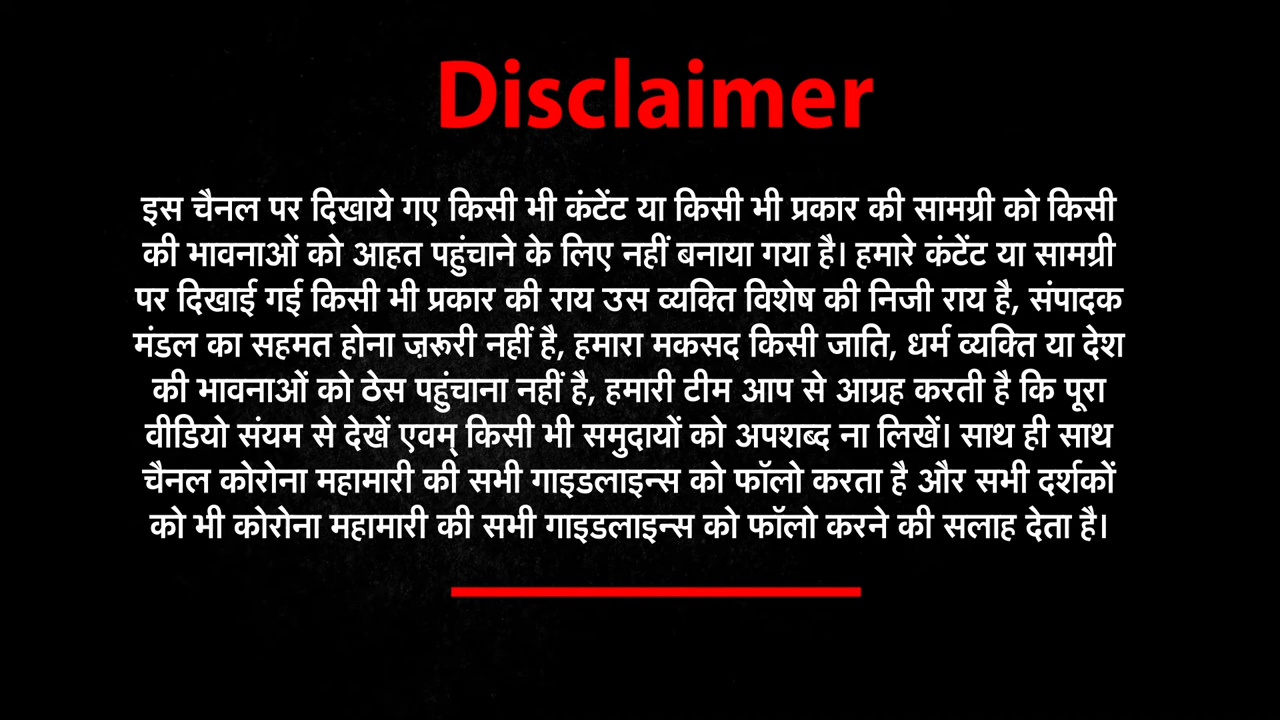 Disclaimer
इस चैनल पर दिखाये गए किसी भी कंटेंट या किसी भी प्रकार की सामग्री को किसी
की भावनाओं को आहत पहुंचाने के लिए नहीं बनाया गया है। हमारे कंटेंट या सामग्री
पर दिखाई गई किसी भी प्रकार की राय उस व्यक्ति विशेष की निजी राय है, संपादक
मंडल का सहमत होना ज़रूरी नहीं है, हमारा मकसद किसी जाति, धर्म व्यक्ति या देश
की भावनाओं को ठेस पहुंचाना नहीं है, हमारी टीम आप से आग्रह करती है कि पूरा
वीडियो संयम से देखें एवम् किसी भी समुदायों को अपशब्द ना लिखें। साथ ही साथ
चैनल कोरोना महामारी की सभी गाइडलाइन्स को फॉलो करता है और सभी दर्शकों
को भी कोरोना महामारी की सभी गाइडलाइन्स को फॉलो करने की सलाह देता है।